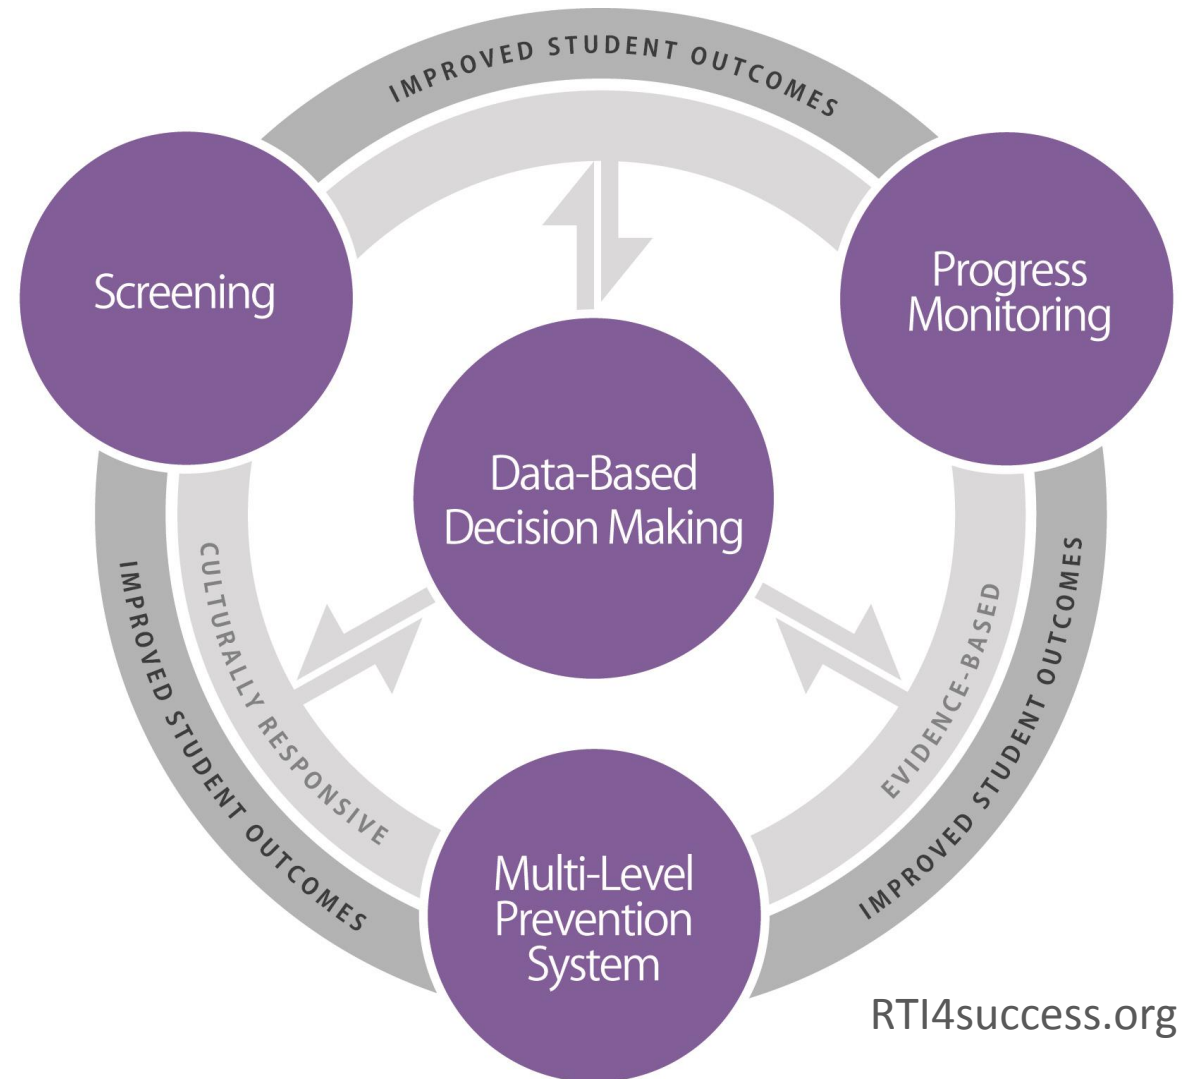 IMPROVED STUDENT OUTCOMES
Screening
Progress
Monitoring
Data-Based
Decision Making
CULTURALLY RESPONSIVE
EVIDENCE-BASED
IMPROVED STUDENT OUTCOMES
IMPROVED STUDENT OUTCOMES
Multi-Level
Prevention
System
RTI4success.org